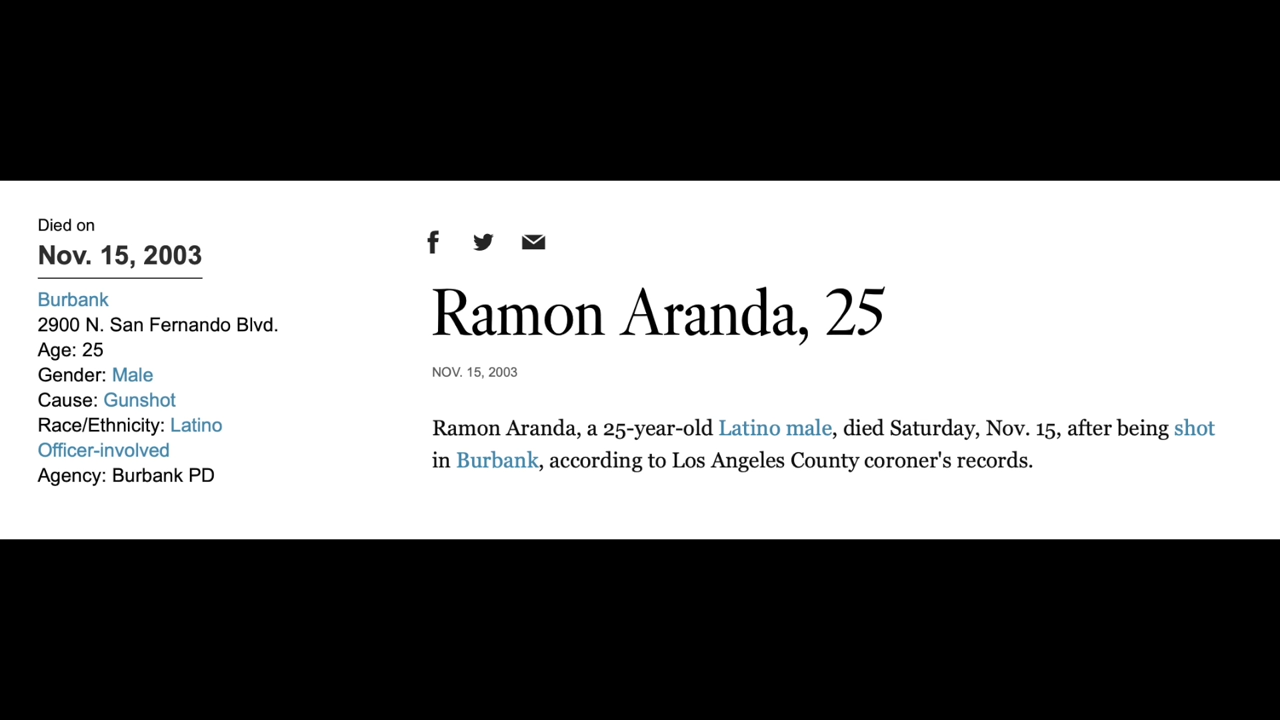 Died on
Nov. 15, 2003
Burbank
2900 N. San Fernando Blvd.
Age: 25
Gender: Male
Cause: Gunshot
Race/Ethnicity: Latino
Officer-involved
Agency: Burbank PD
Ramon Aranda, 25
NOV. 15, 2003
Ramon Aranda, a 25-year-old Latino male, died Saturday, Nov. 15, after being shot
in Burbank, according to Los Angeles County coroner's records.